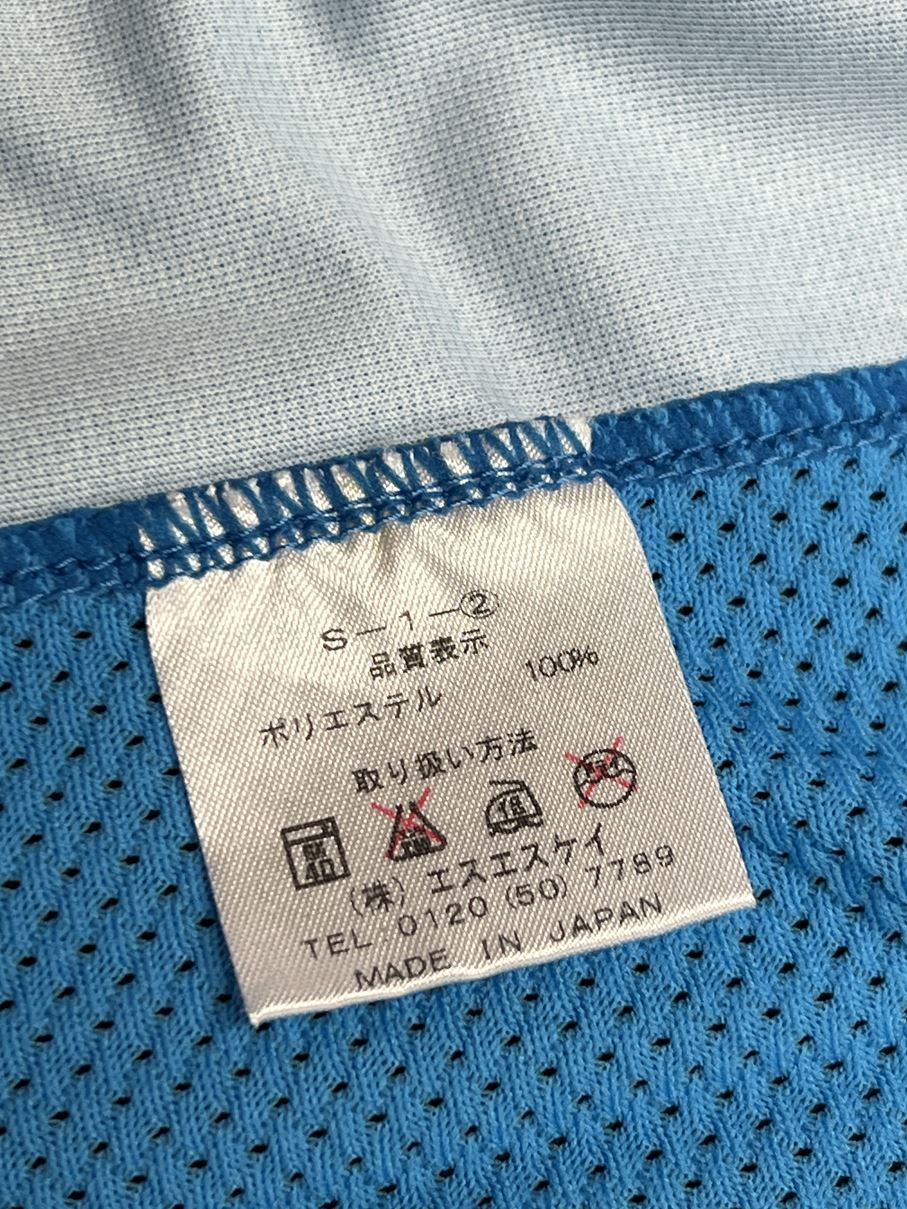 S-1-②
品質表示
ポリエステル 100%
取り扱い方法
40
(株) エスエスケイ
TEL 0120 (50) 7789
MADE IN JAPAN